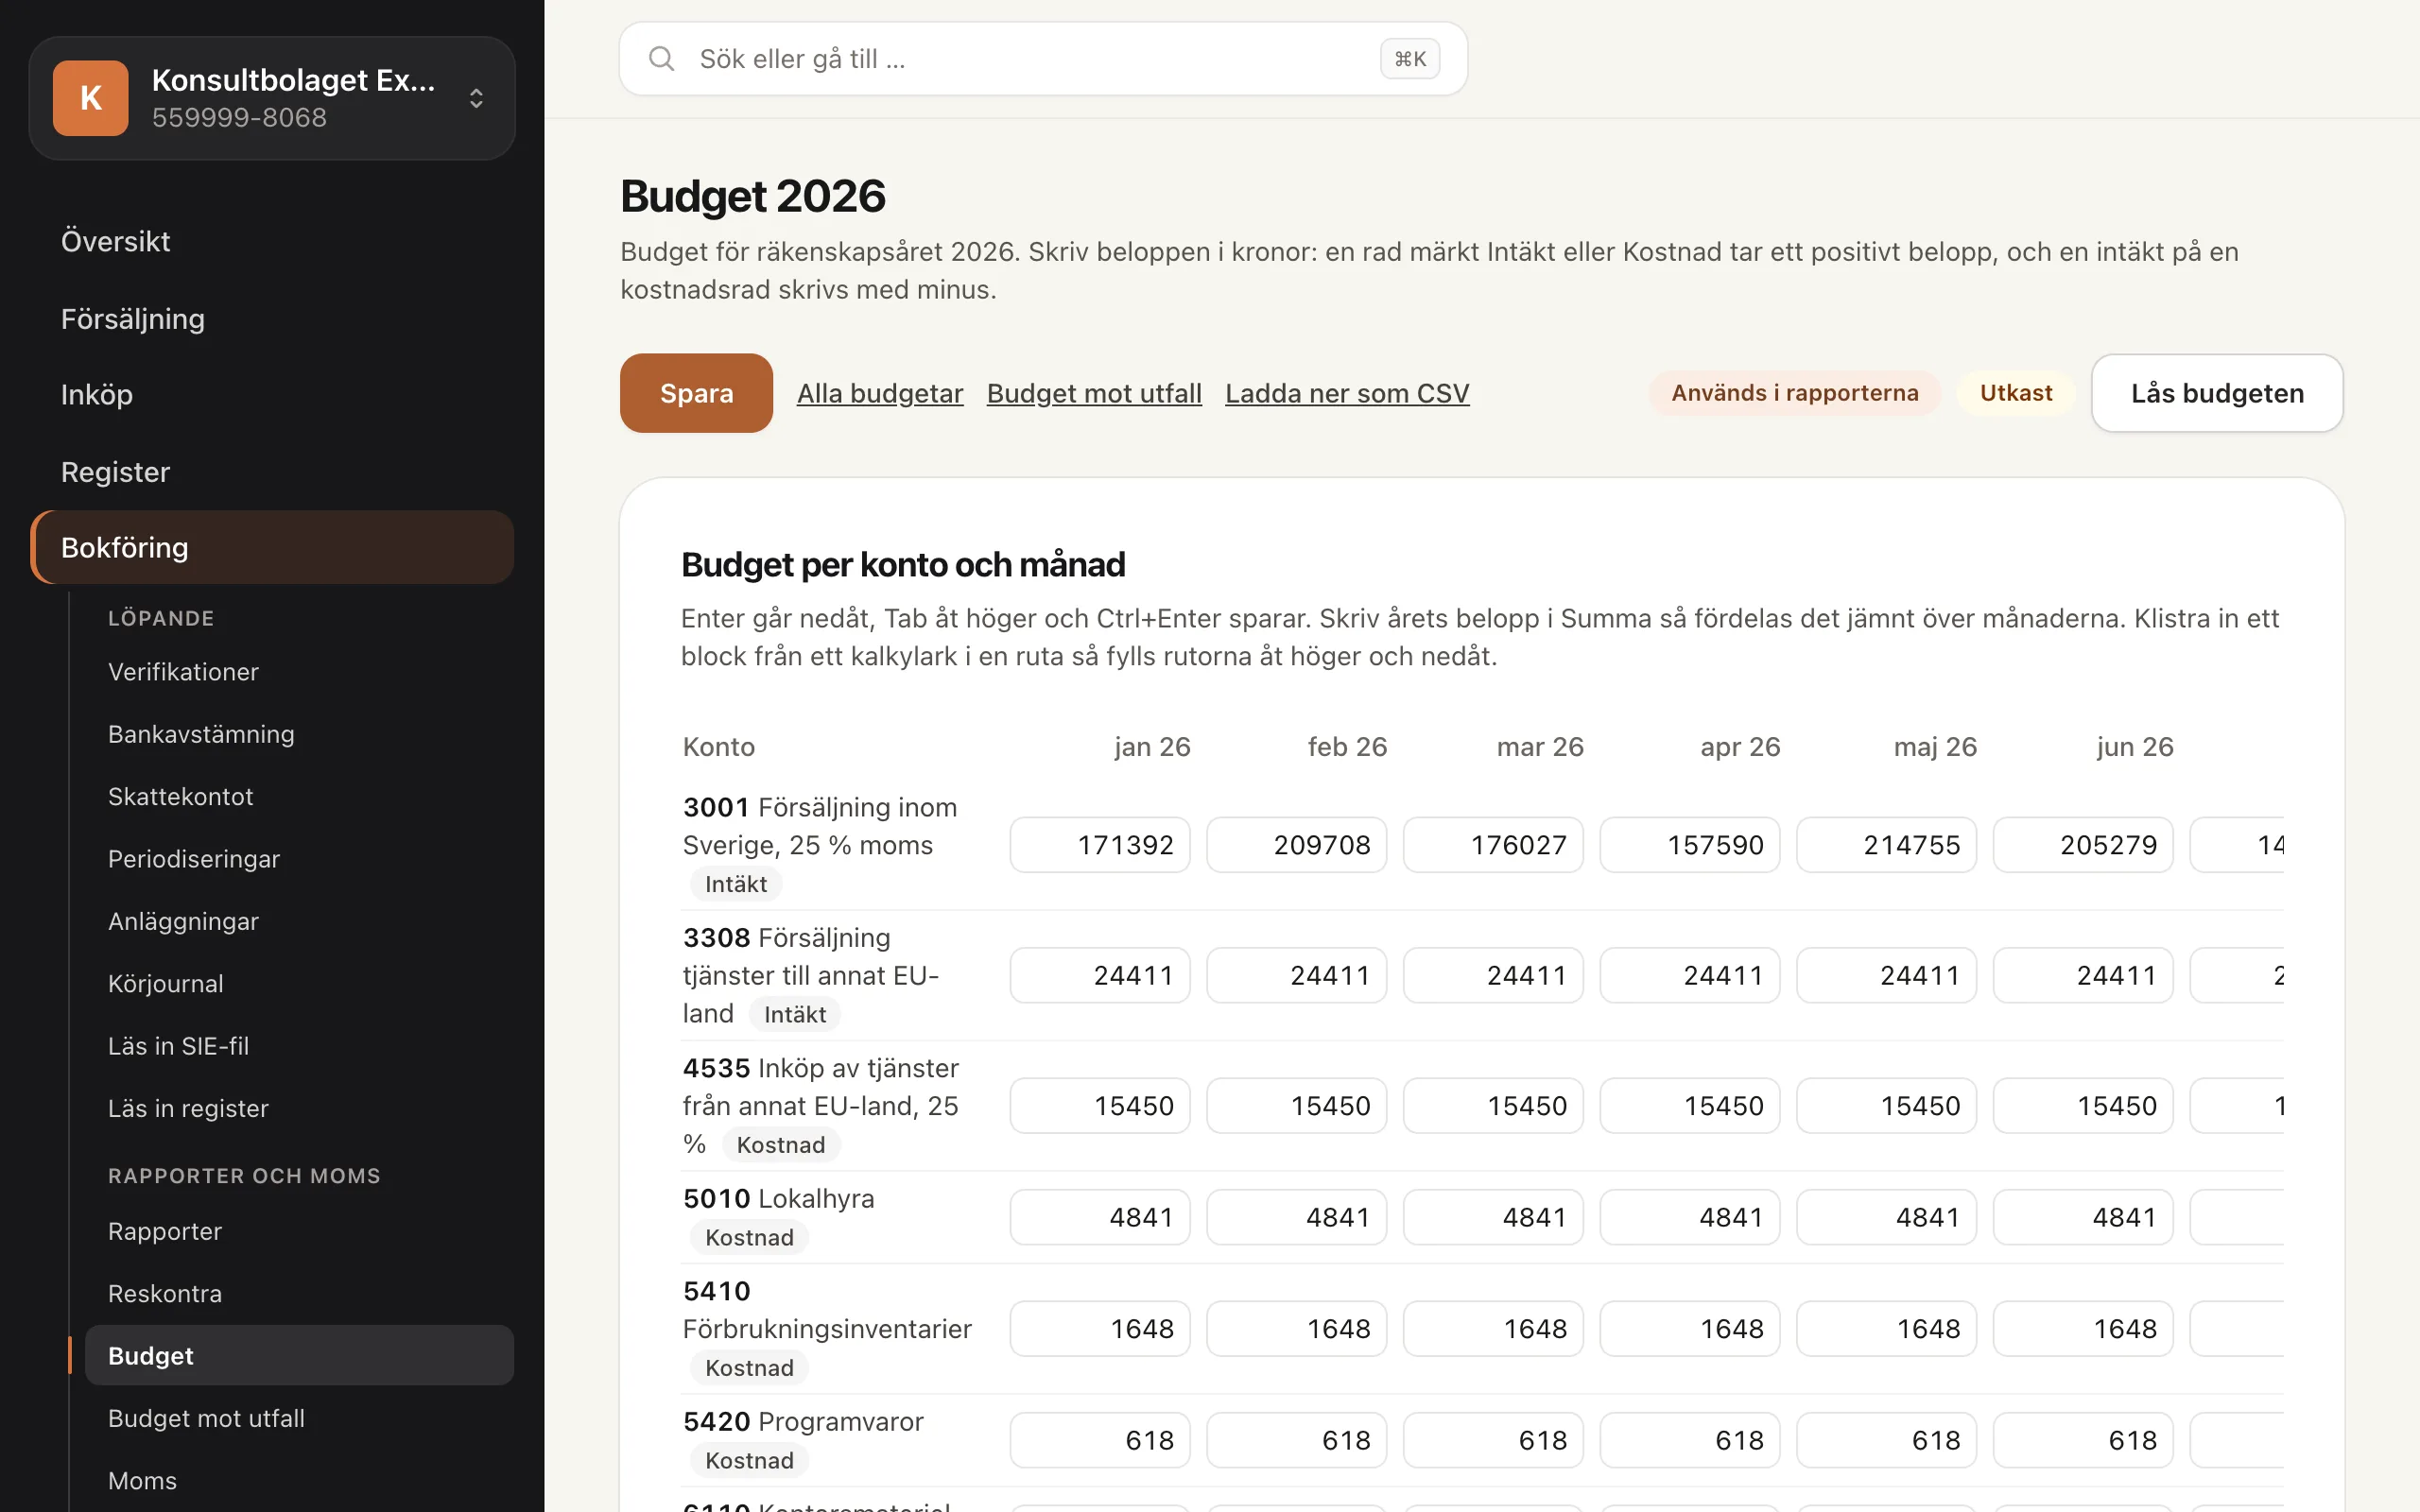 K
Konsultbolaget Ex...
559999-8068
Översikt
Försäljning
Inköp
Register
Bokföring
LÖPANDE
Verifikationer
Bankavstämning
Skattekontot
Periodiseringar
Anläggningar
Körjournal
Läs in SIE-fil
Läs in register
RAPPORTER OCH MOMS
Rapporter
Reskontra
Budget
Budget mot utfall
Moms
Sök eller gå till ...
⌘K
Budget 2026
Budget för räkenskapsåret 2026. Skriv beloppen i kronor: en rad märkt Intäkt eller Kostnad tar ett positivt belopp, och en intäkt på en
kostnadsrad skrivs med minus.
Spara Alla budgetar Budget mot utfall Ladda ner som CSV Används i rapporterna Utkast Lås budgeten
Budget per konto och månad
Enter går nedåt, Tab åt höger och Ctrl+Enter sparar. Skriv årets belopp i Summa så fördelas det jämnt över månaderna. Klistra in ett
block från ett kalkylark i en ruta så fylls rutorna åt höger och nedåt.
Konto jan 26 feb 26 mar 26 apr 26 maj 26 jun 26
3001 Försäljning inom
Sverige, 25 % moms
Intäkt
171392 209708 176027 157590 214755 205279 14
3308 Försäljning
tjänster till annat EU-
land Intäkt
24411 24411 24411 24411 24411 24411 2
4535 Inköp av tjänster
från annat EU-land, 25
% Kostnad
15450 15450 15450 15450 15450 15450 1
5010 Lokalhyra
Kostnad
4841 4841 4841 4841 4841 4841
5410
Förbrukningsinventarier
Kostnad
1648 1648 1648 1648 1648 1648
5420 Programvaror
Kostnad
618 618 618 618 618 618